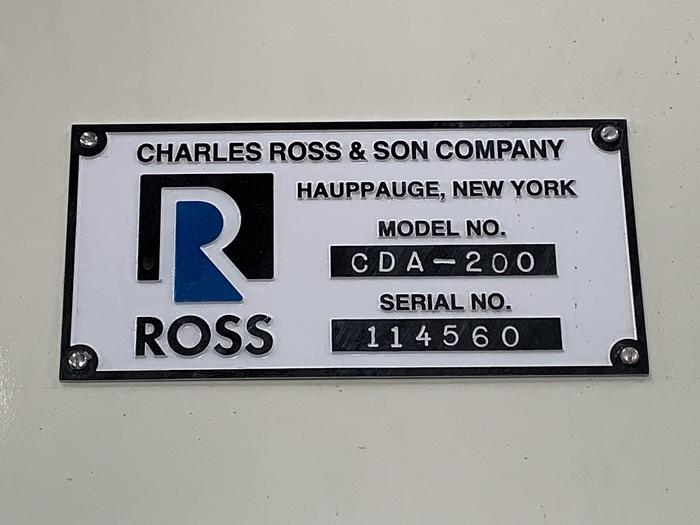 CHARLES ROSS & SON COMPANY
HAUPPAUGE, NEW YORK
MODEL NO.
CDA-200
SERIAL NO.
114560
R
ROSS